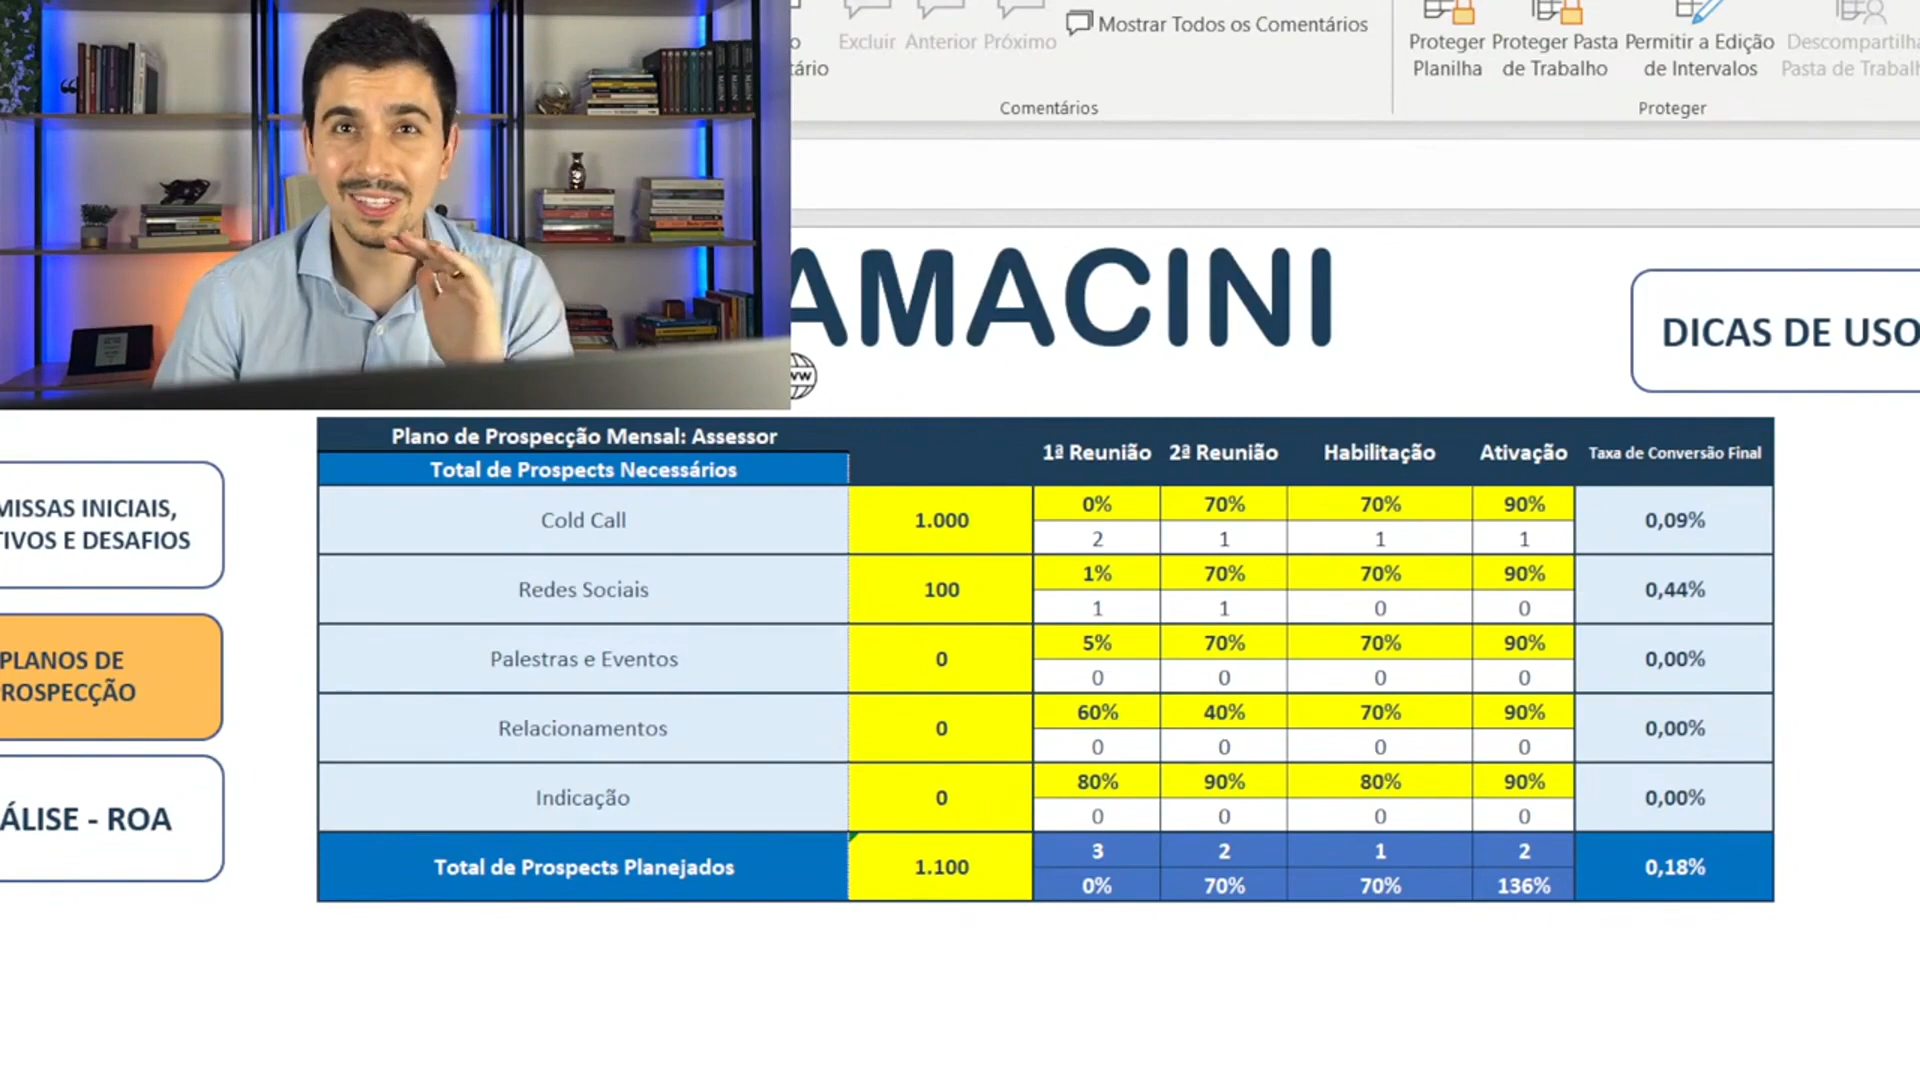 Mostrar Todos os Comentários
Excluir Anterior Próximo
Comentários
Proteger Planilha
Proteger Pasta de Trabalho
Permitir a Edição de Intervalos
Pasta de
Proteger
AMACINI
DICAS DE USO
INICIAIS,
E DESAFIOS
PLANOS DE
- ROA
Plano de Prospecção Mensal: Assessor
Total de Prospects Necessários
1ª Reunião 2ª Reunião Habilitação Ativação Taxa de Conversão Final
Cold Call 1.000 0% 70% 70% 90% 0,09%
2 1 1 1
Redes Sociais 100 1% 70% 70% 90% 0,44%
1 1 0 0
Palestras e Eventos 0 5% 70% 70% 90% 0,00%
0 0 0 0
Relacionamentos 0 60% 40% 70% 90% 0,00%
0 0 0 0
Indicação 0 80% 90% 80% 90% 0,00%
0 0 0 0
Total de Prospects Planejados 1.100 3 2 1 2 0,18%
0% 70% 70% 136%